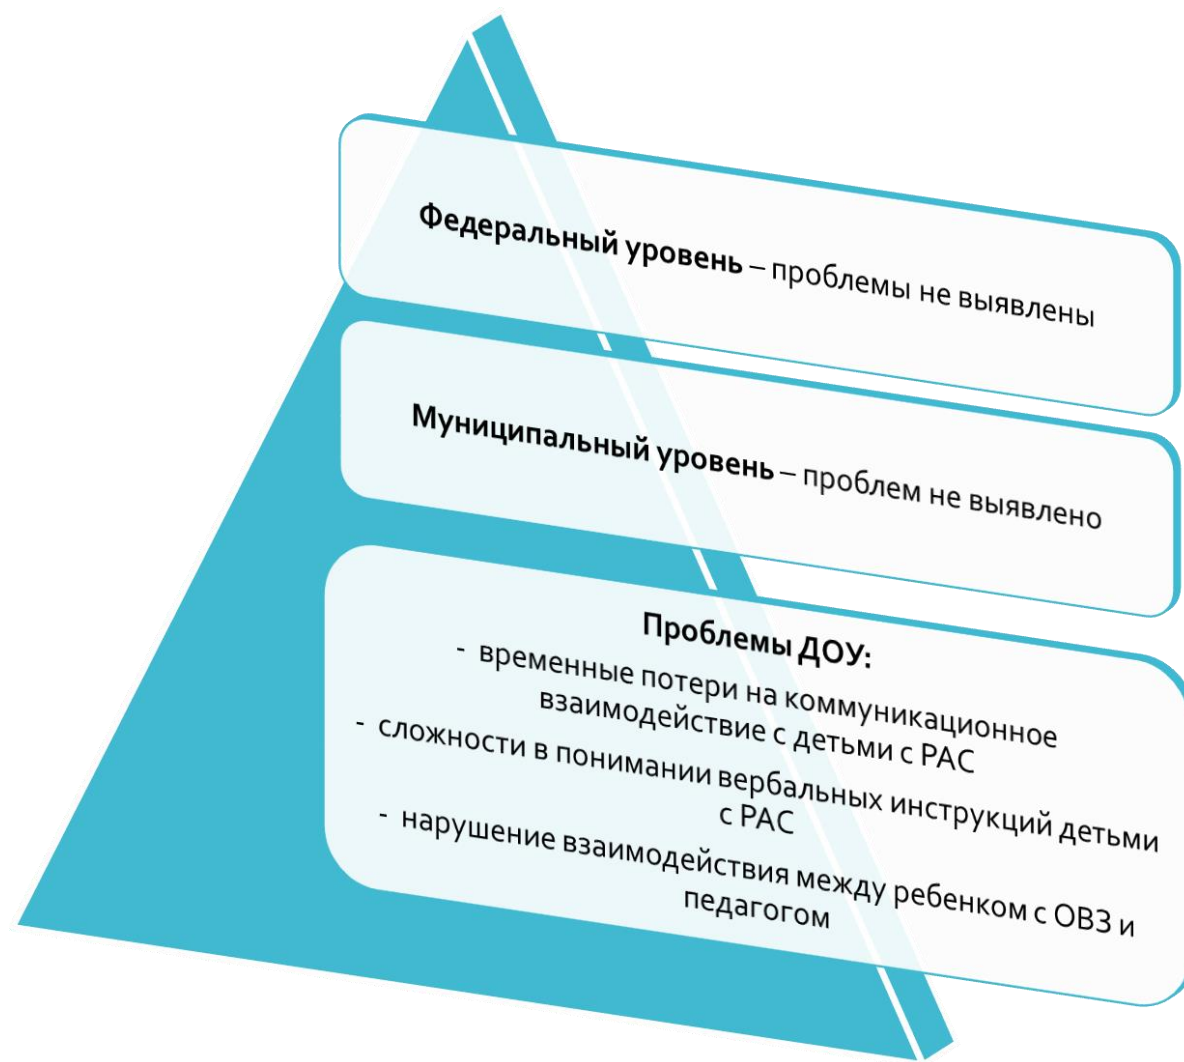 Федеральный уровень – проблемы не выявлены
Муниципальный уровень – проблем не выявлено
Проблемы ДОУ:
- временные потери на коммуникационное
взаимодействие с детьми с РАС
- сложности в понимании вербальных инструкций детьми
с РАС
- нарушение взаимодействия между ребенком с ОВЗ и
педагогом